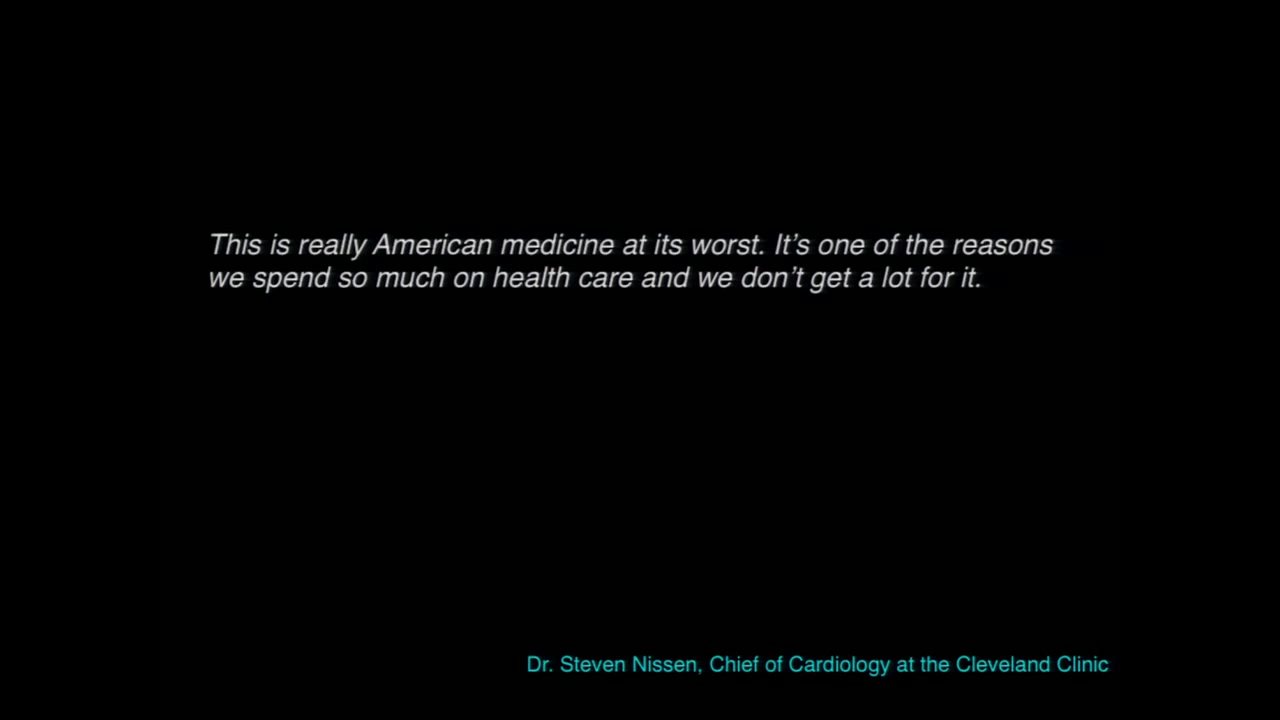 This is really American medicine at its worst. It’s one of the reasons
we spend so much on health care and we don’t get a lot for it.
Dr. Steven Nissen, Chief of Cardiology at the Cleveland Clinic